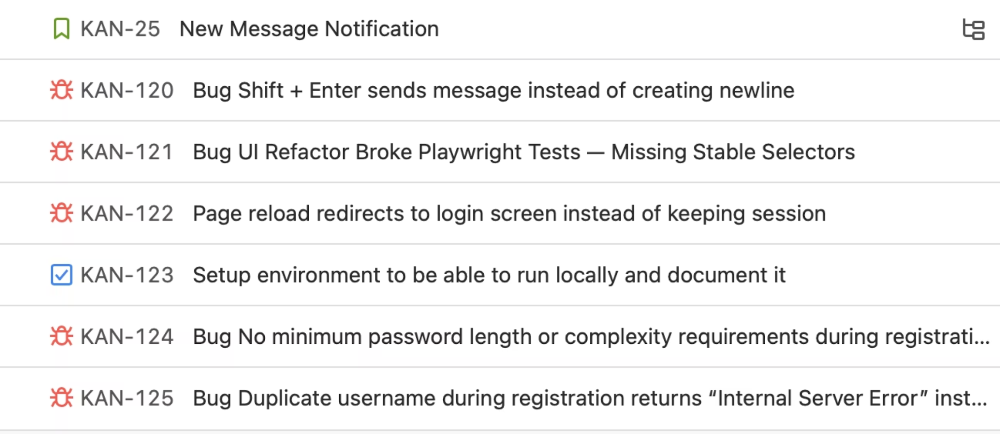 KAN-25 New Message Notification
KAN-120 Bug Shift + Enter sends message instead of creating newline
KAN-121 Bug UI Refactor Broke Playwright Tests — Missing Stable Selectors
KAN-122 Page reload redirects to login screen instead of keeping session
KAN-123 Setup environment to be able to run locally and document it
KAN-124 Bug No minimum password length or complexity requirements during registrati...
KAN-125 Bug Duplicate username during registration returns “Internal Server Error” inst...